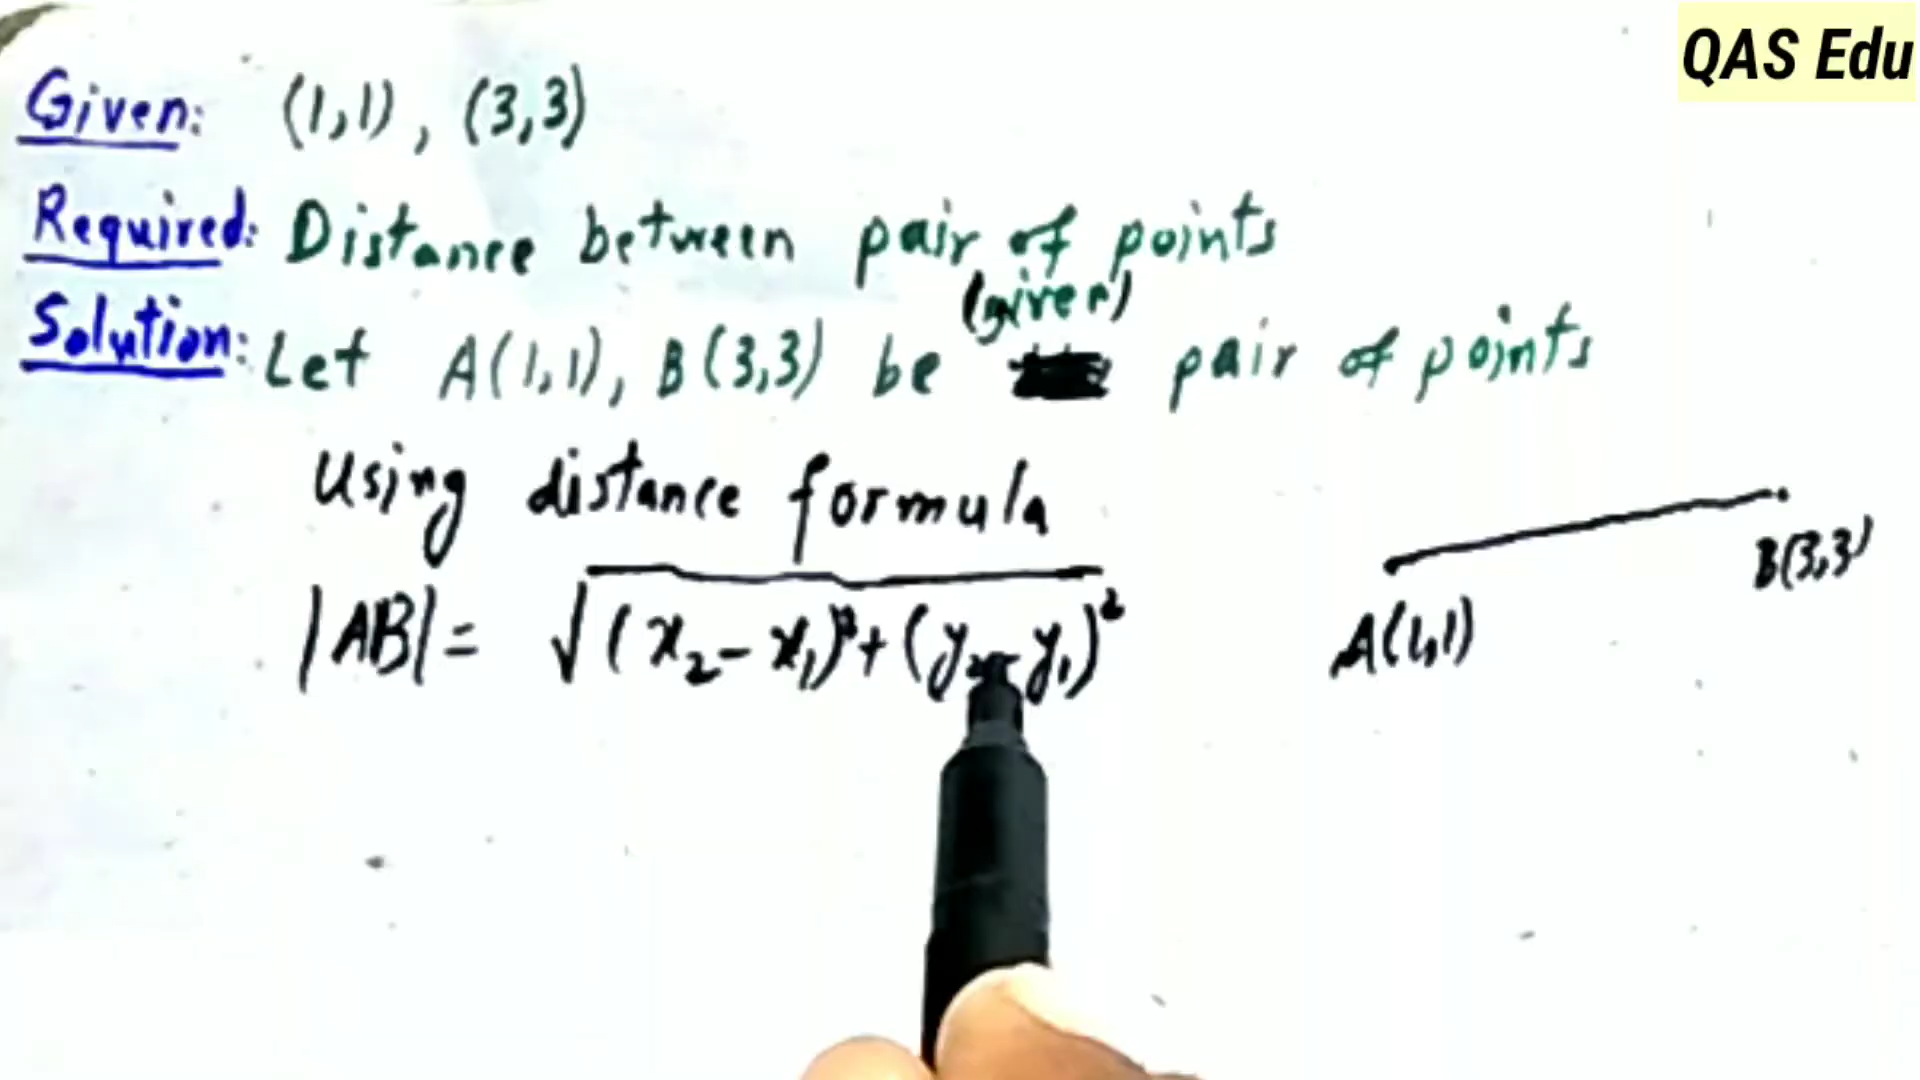 QAS Edu
Given: (1,1), (3,3)
Required: Distance between pair of points
(given)
Solution: Let A(1,1), B(3,3) be pair of points
Using distance formula
|AB| = √(x₂-x₁)²+(y₂-y₁)²
B(3,3)
A(1,1)